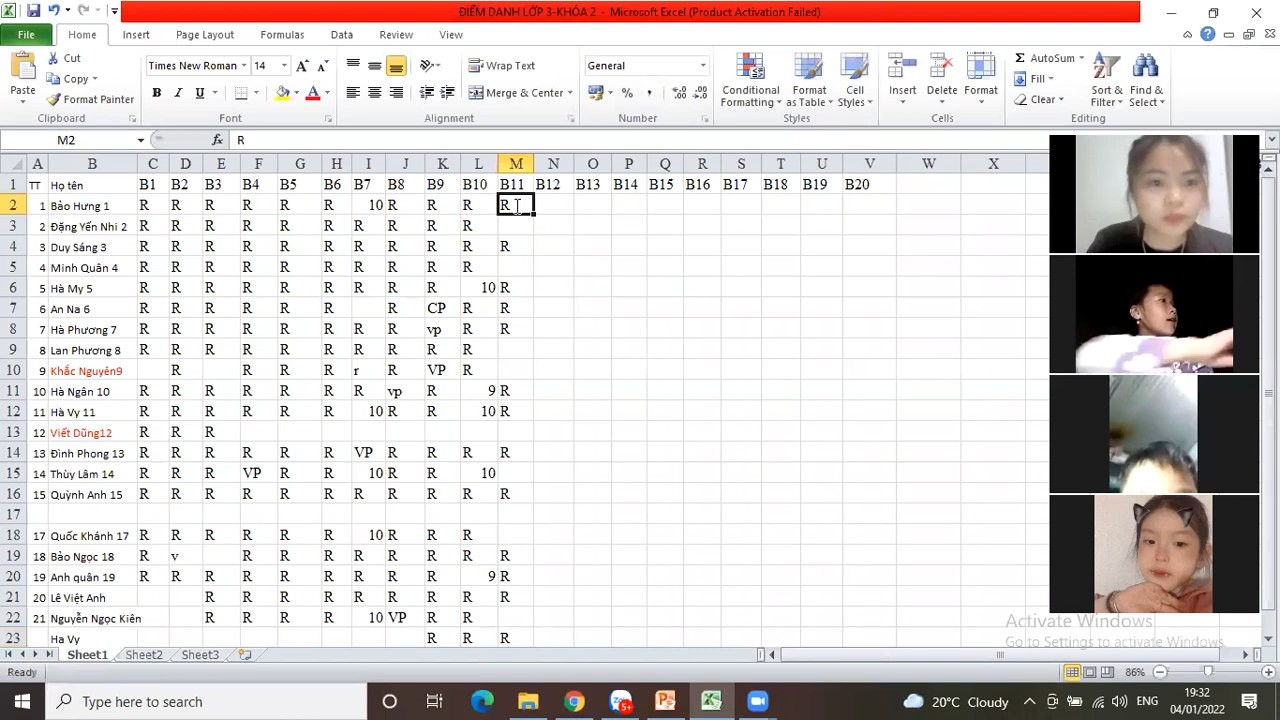 ĐIỂM DANH LỚP 3-KHÓA 2 - Microsoft Excel (Product Activation Failed)
File Home Insert Page Layout Formulas Data Review View
Cut Times New Roman 14 Wrap Text General AutoSum
Copy Fill
Paste Format Painter B I U Merge & Center % Conditional Formatting Format as Table Cell Styles Insert Delete Format Clear Sort & Filter Find & Select
Clipboard Font Alignment Number Styles Cells Editing
M2 fx R
A B C D E F G H I J K L M N O P Q R S T U V W X
1 TT Họ tên B1 B2 B3 B4 B5 B6 B7 B8 B9 B10 B11 B12 B13 B14 B15 B16 B17 B18 B19 B20
2 1 Bảo Hưng 1 R R R R R R 10 R R R R
3 2 Đặng Yến Nhi 2 R R R R R R R R R R
4 3 Duy Sáng 3 R R R R R R R R R R R
5 4 Minh Quân 4 R R R R R R R R R R
6 5 Hà My 5 R R R R R R R R R 10 R
7 6 An Na 6 R R R R R R R CP R R
8 7 Hà Phương 7 R R R R R R R R vp R R
9 8 Lan Phương 8 R R R R R R R R R R
10 9 Khắc Nguyên9 R R R R r R VP R
11 10 Hà Ngân 10 R R R R R R R vp R 9 R
12 11 Hà Vy 11 R R R R R R 10 R R 10 R
13 12 Viết Dũng12 R R R
14 13 Đình Phong 13 R R R R R R VP R R R R
15 14 Thùy Lâm 14 R R R VP R R 10 R R 10
16 15 Quỳnh Anh 15 R R R R R R R R R R R
17
18 17 Quốc Khánh 17 R R R R R R 10 R R R
19 18 Bảo Ngọc 18 R v R R R R R R R R
20 19 Anh quân 19 R R R R R R R R R 9 R
21 20 Lê Việt Anh R R R R R R R R R
22 21 Nguyễn Ngọc Kiên R R R R 10 VP R R
23 Ha Vy R R R
Activate Windows
Go to Settings to activate Windows.
Sheet1 Sheet2 Sheet3
Ready 86%
Type here to search 5+ 20°C Cloudy ENG 19:32
04/01/2022